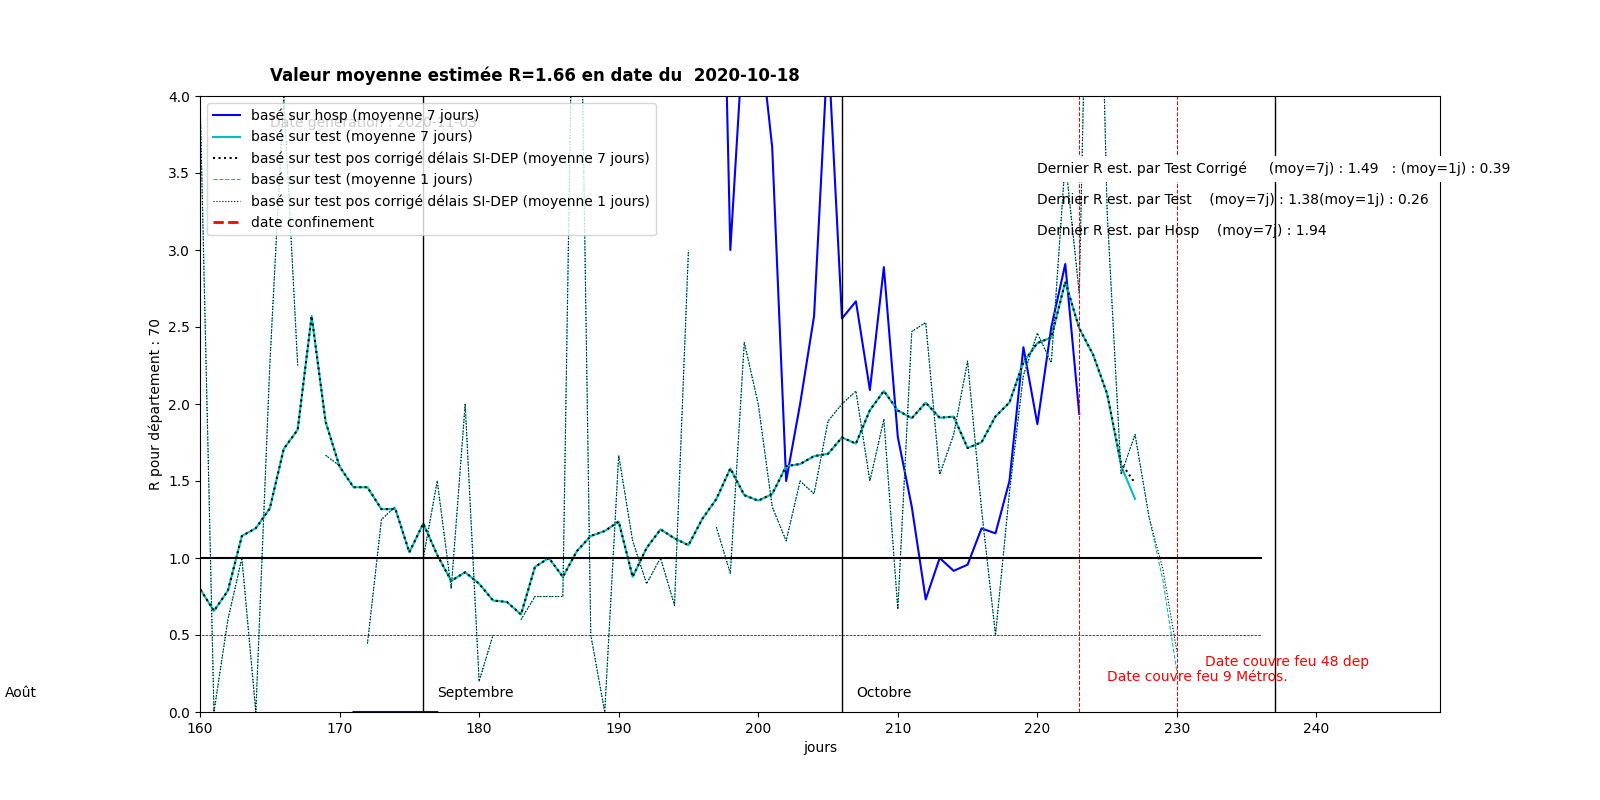 Valeur moyenne estimée R=1.66 en date du  2020-10-18
Date génération : 2020-11-03
basé sur hosp (moyenne 7 jours)
basé sur test (moyenne 7 jours)
basé sur test pos corrigé délais SI-DEP (moyenne 7 jours)
basé sur test (moyenne 1 jours)
basé sur test pos corrigé délais SI-DEP (moyenne 1 jours)
date confinement
Dernier R est. par Test Corrigé     (moy=7j) : 1.49   : (moy=1j) : 0.39
Dernier R est. par Test    (moy=7j) : 1.38(moy=1j) : 0.26
Dernier R est. par Hosp    (moy=7j) : 1.94
4.0
3.5
3.0
2.5
2.0
1.5
1.0
0.5
0.0
R pour département : 70
Date couvre feu 48 dep
Date couvre feu 9 Métros.
Août
Septembre
Octobre
160 170 180 190 200 210 220 230 240
jours